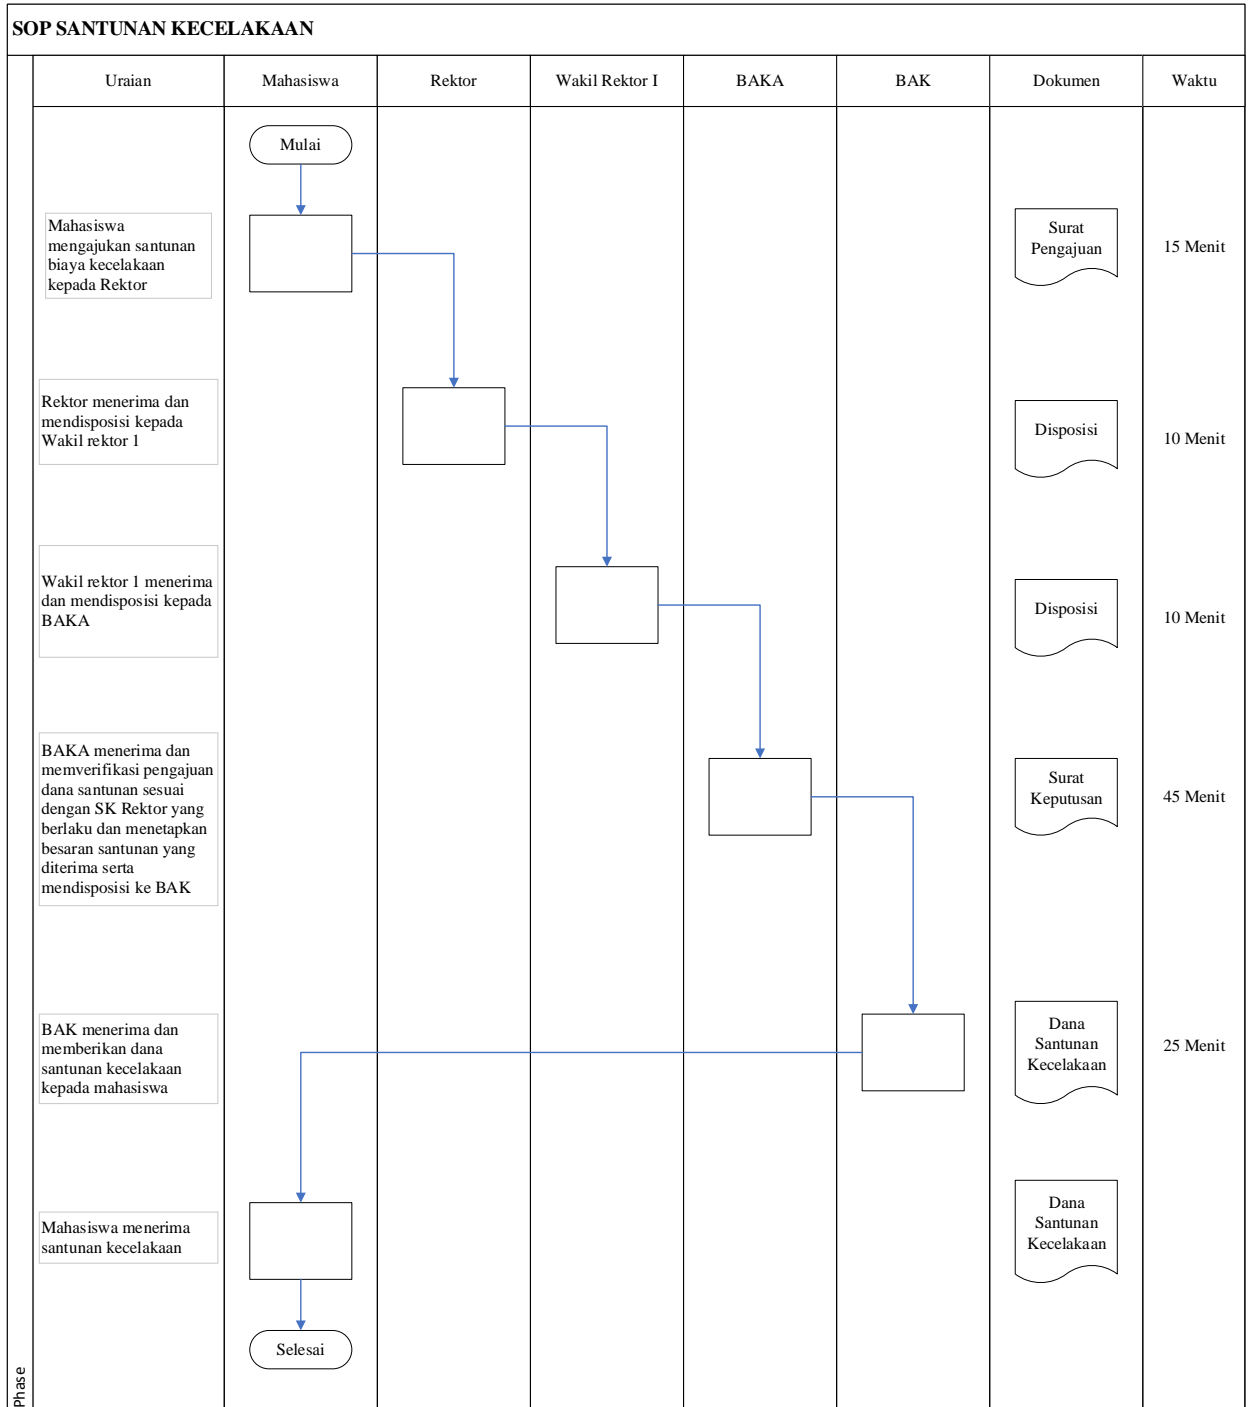 SOP SANTUNAN KECELAKAAN
Uraian
Mahasiswa
Rektor
Wakil Rektor I
BAKA
BAK
Dokumen
Waktu
Mulai
Mahasiswa
mengajukan santunan
biaya kecelakaan
kepada Rektor
Surat
Pengajuan
15 Menit
Rektor menerima dan
mendisposisi kepada
Wakil rektor 1
Disposisi
10 Menit
Wakil rektor 1 menerima
dan mendisposisi kepada
BAKA
Disposisi
10 Menit
BAKA menerima dan
memverifikasi pengajuan
dana santunan sesuai
dengan SK Rektor yang
berlaku dan menetapkan
besaran santunan yang
diterima serta
mendisposisi ke BAK
Surat
Keputusan
45 Menit
BAK menerima dan
memberikan dana
santunan kecelakaan
kepada mahasiswa
Dana
Santunan
Kecelakaan
25 Menit
Mahasiswa menerima
santunan kecelakaan
Dana
Santunan
Kecelakaan
Selesai
Phase